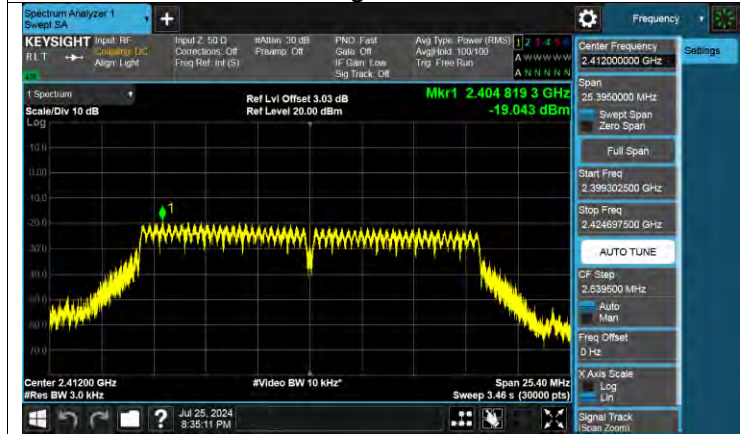 Spectrum Analyzer 1
Swept SA
+
Frequency
KEYSIGHT
RLT
Input: RF
Coupling: DC
Align: Light
Input Z: 50 Ω
Corrections: Off
Freq Ref: Int (S)
#Atten: 30 dB
Preamp: Off
PNO: Fast
Gate: Off
IF Gain: Low
Sig Track: Off
Avg Type: Power (RMS)
Avg|Hold: 100/100
Trig: Free Run
1 2 3 4 5 6
A W W W W W
A N N N N N
1 Spectrum
Scale/Div 10 dB
Log
Ref Lvl Offset 3.03 dB
Ref Level 20.00 dBm
Mkr1 2.404 819 3 GHz
-19.043 dBm
10.0
0.00
-10.0
-20.0
-30.0
-40.0
-50.0
-60.0
-70.0
1
Center 2.41200 GHz
#Res BW 3.0 kHz
#Video BW 10 kHz*
Span 25.40 MHz
Sweep 3.46 s (30000 pts)
?
Jul 25, 2024
8:35:11 PM
Center Frequency
2.412000000 GHz
Settings
Span
25.3950000 MHz
Swept Span
Zero Span
Full Span
Start Freq
2.399302500 GHz
Stop Freq
2.424697500 GHz
AUTO TUNE
CF Step
2.539500 MHz
Auto
Man
Freq Offset
0 Hz
X Axis Scale
Log
Lin
Signal Track
(Span Zoom)